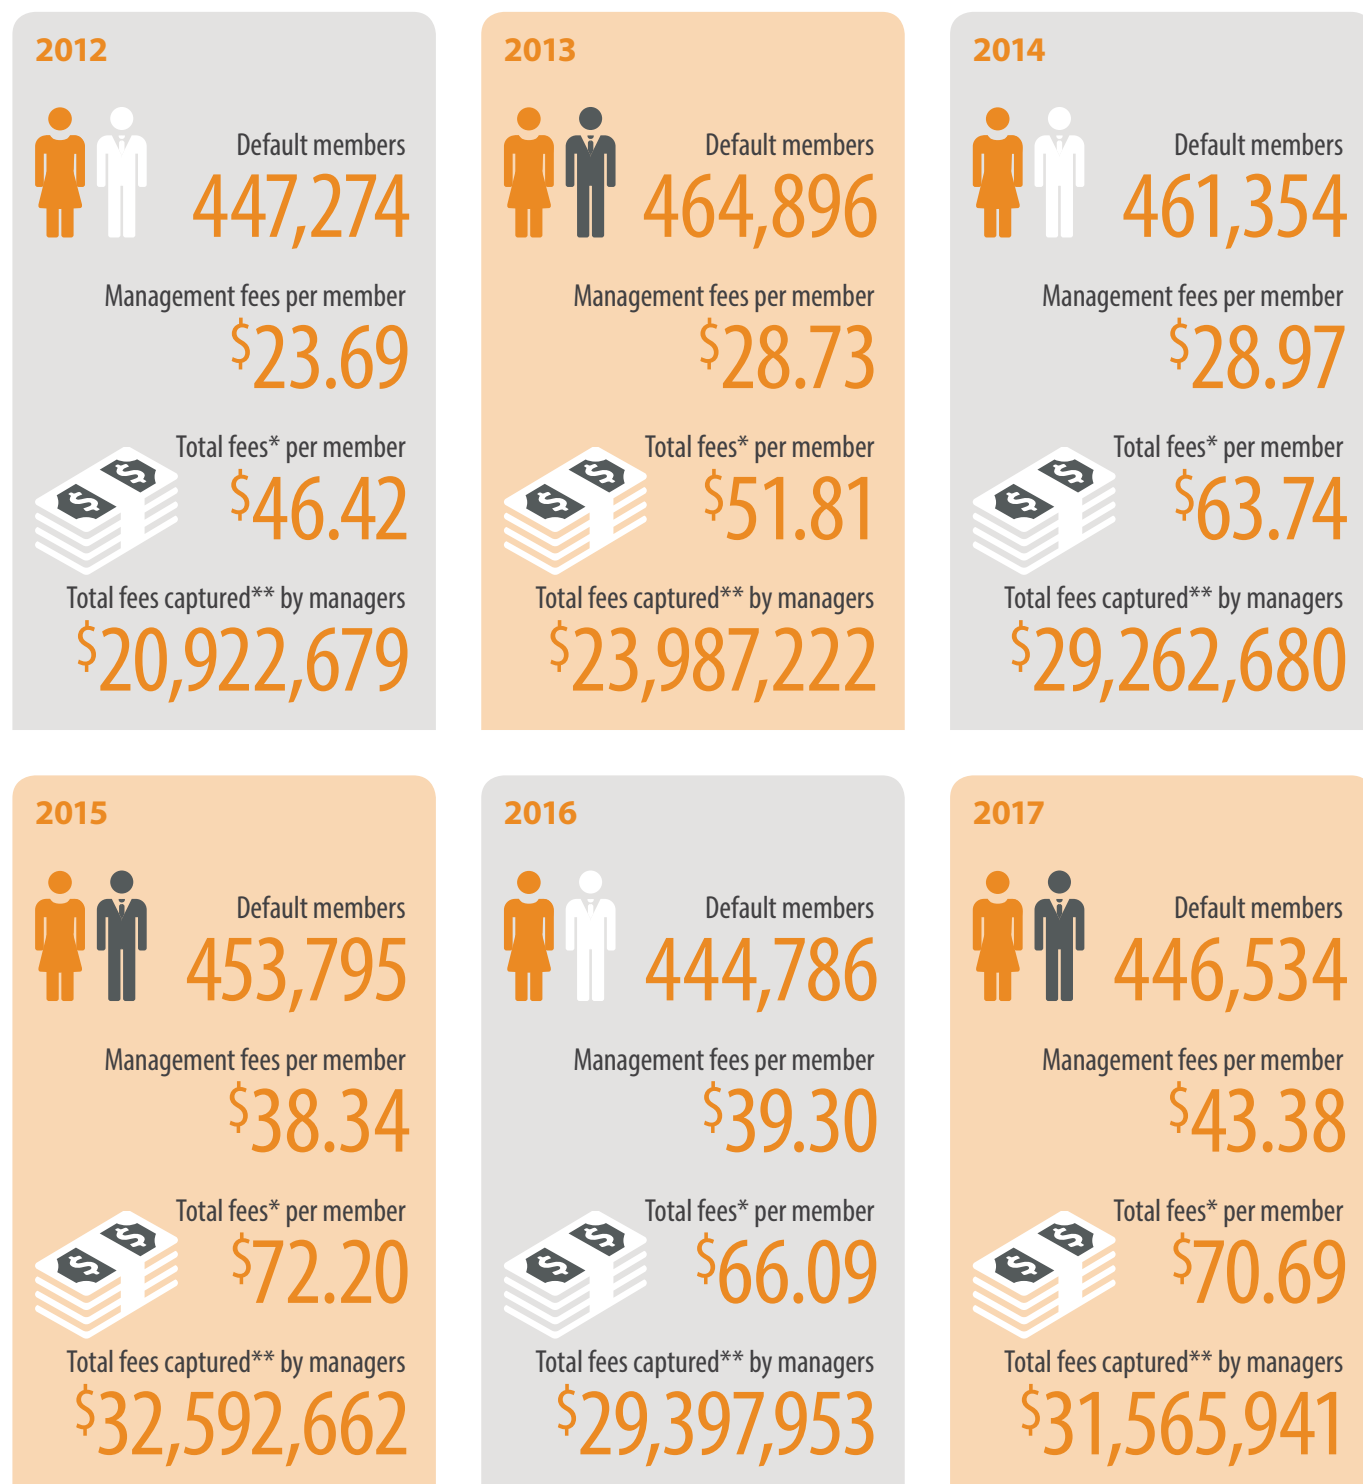 2012
Default members
447,274
Management fees per member
$23.69
Total fees* per member
$46.42
Total fees captured** by managers
$20,922,679
2013
Default members
464,896
Management fees per member
$28.73
Total fees* per member
$51.81
Total fees captured** by managers
$23,987,222
2014
Default members
461,354
Management fees per member
$28.97
Total fees* per member
$63.74
Total fees captured** by managers
$29,262,680
2015
Default members
453,795
Management fees per member
$38.34
Total fees* per member
$72.20
Total fees captured** by managers
$32,592,662
2016
Default members
444,786
Management fees per member
$39.30
Total fees* per member
$66.09
Total fees captured** by managers
$29,397,953
2017
Default members
446,534
Management fees per member
$43.38
Total fees* per member
$70.69
Total fees captured** by managers
$31,565,941